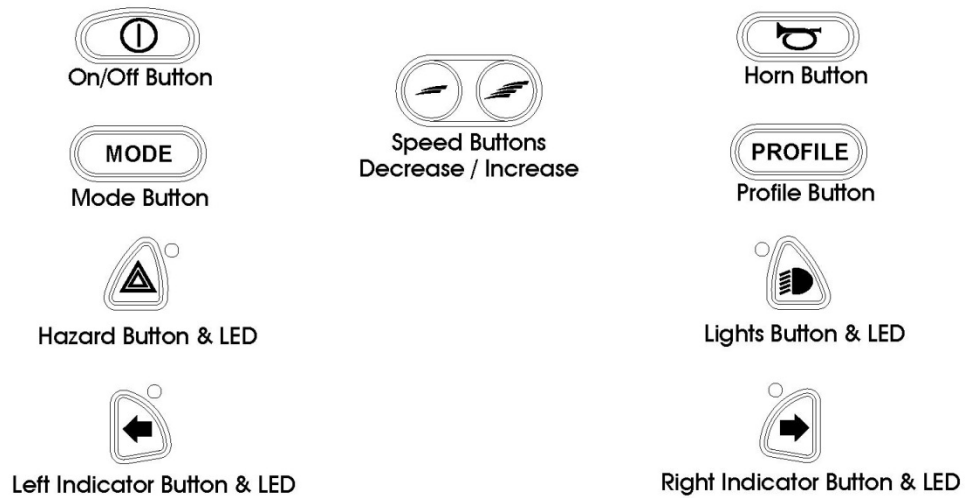 On/Off Button
Horn Button
Speed Buttons
Decrease / Increase
MODE
Mode Button
PROFILE
Profile Button
Hazard Button & LED
Lights Button & LED
Left Indicator Button & LED
Right Indicator Button & LED